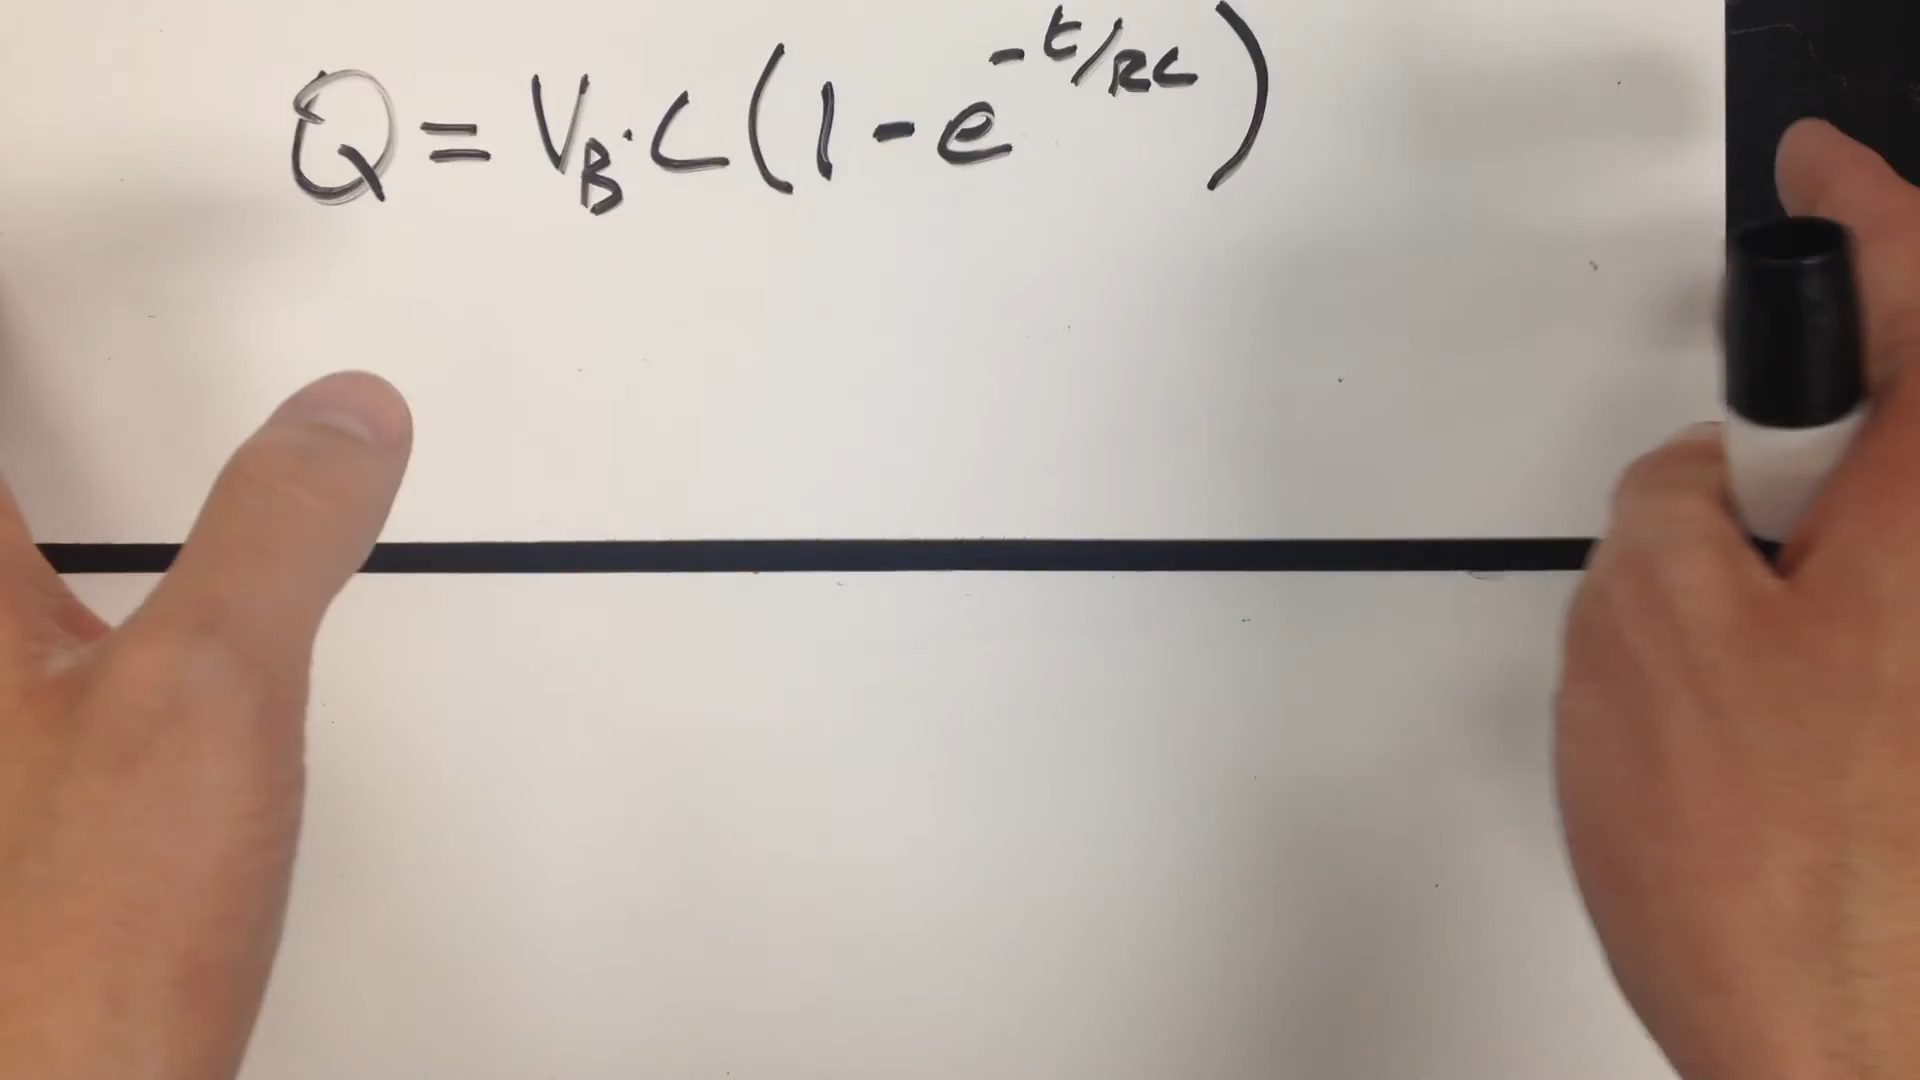 Q = V_B · C (1 - e^{-t/RC})